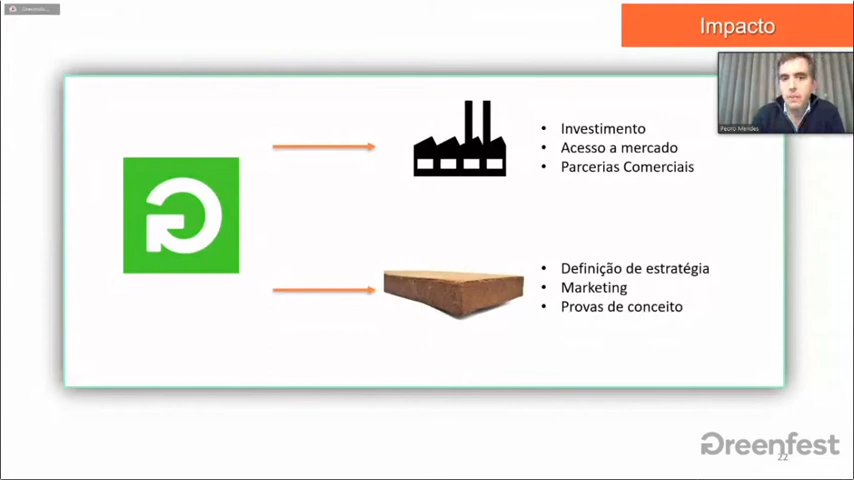 Impacto
Pedro Mendes
• Investimento
• Acesso a mercado
• Parcerias Comerciais
• Definição de estratégia
• Marketing
• Provas de conceito
Greenfest
22